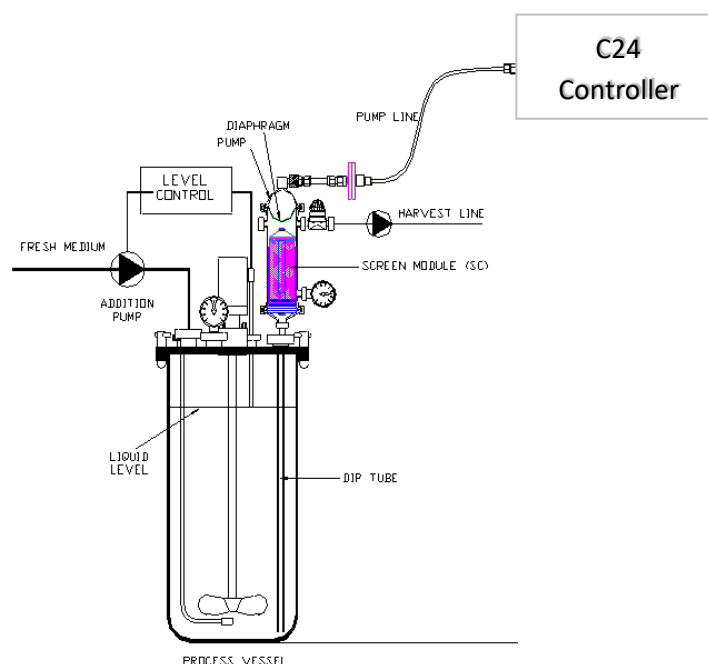 C24
Controller
PUMP LINE
DIAPHRAGM
PUMP
LEVEL
CONTROL
HARVEST LINE
FRESH MEDIUM
SCREEN MODULE (SC)
ADDITION
PUMP
LIQUID
LEVEL
DIP TUBE
PROCESS VESSEL